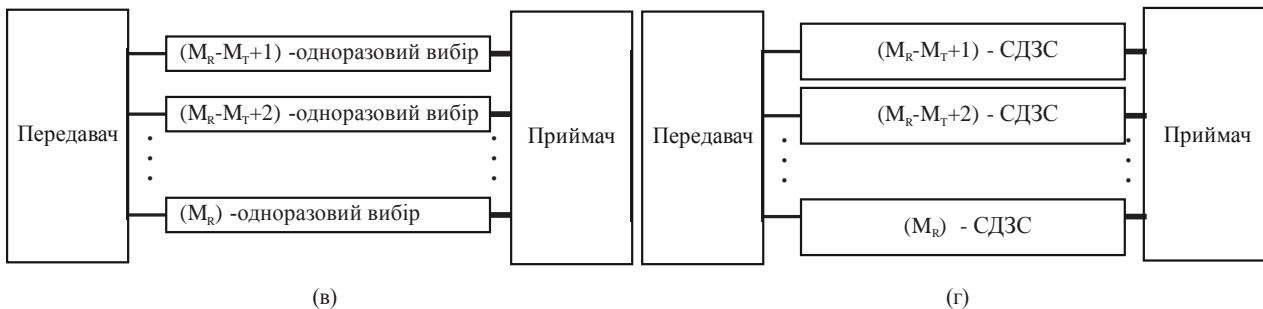 Передавач
(M_R-M_T+1) -одноразовий вибір
(M_R-M_T+2) -одноразовий вибір
(M_R) -одноразовий вибір
Приймач
(в)
Передавач
(M_R-M_T+1) - СДЗС
(M_R-M_T+2) - СДЗС
(M_R) - СДЗС
Приймач
(г)